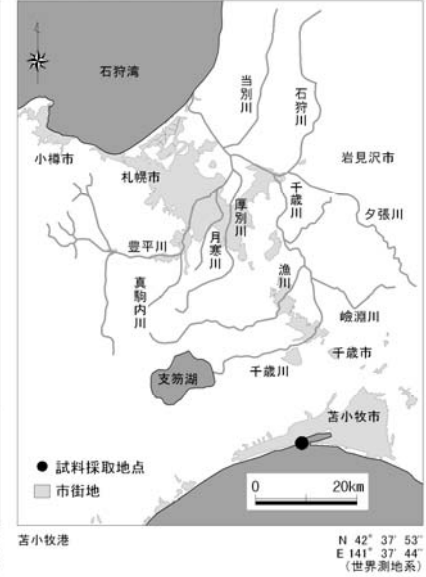 石狩湾
当別川
石狩川
小樽市
札幌市
岩見沢市
厚別川
千歳川
夕張川
月寒川
豊平川
漁川
真駒内川
嶮淵川
支笏湖
千歳川
千歳市
苫小牧市
試料採取地点
市街地
0 20km
苫小牧港
N 42° 37′ 53″
E 141° 37′ 44″
(世界測地系)